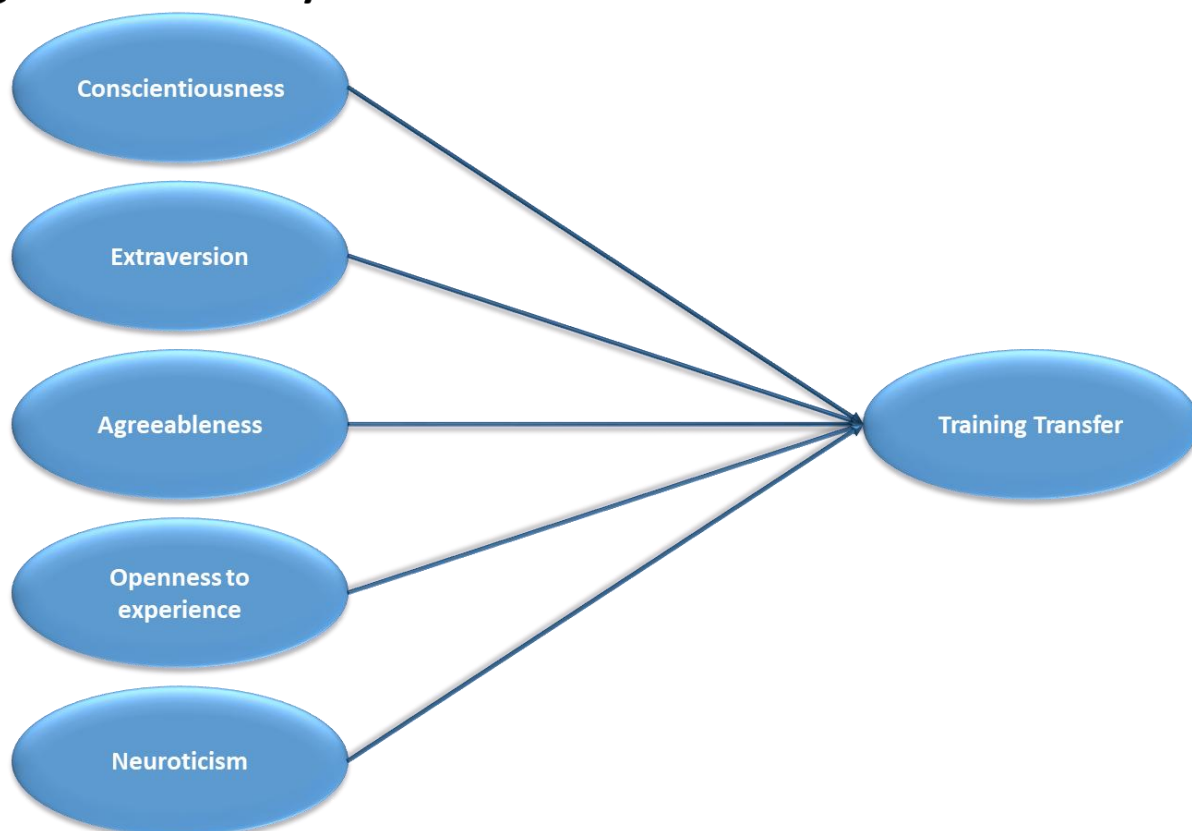 Conscientiousness
Extraversion
Agreeableness
Training Transfer
Openness to
experience
Neuroticism